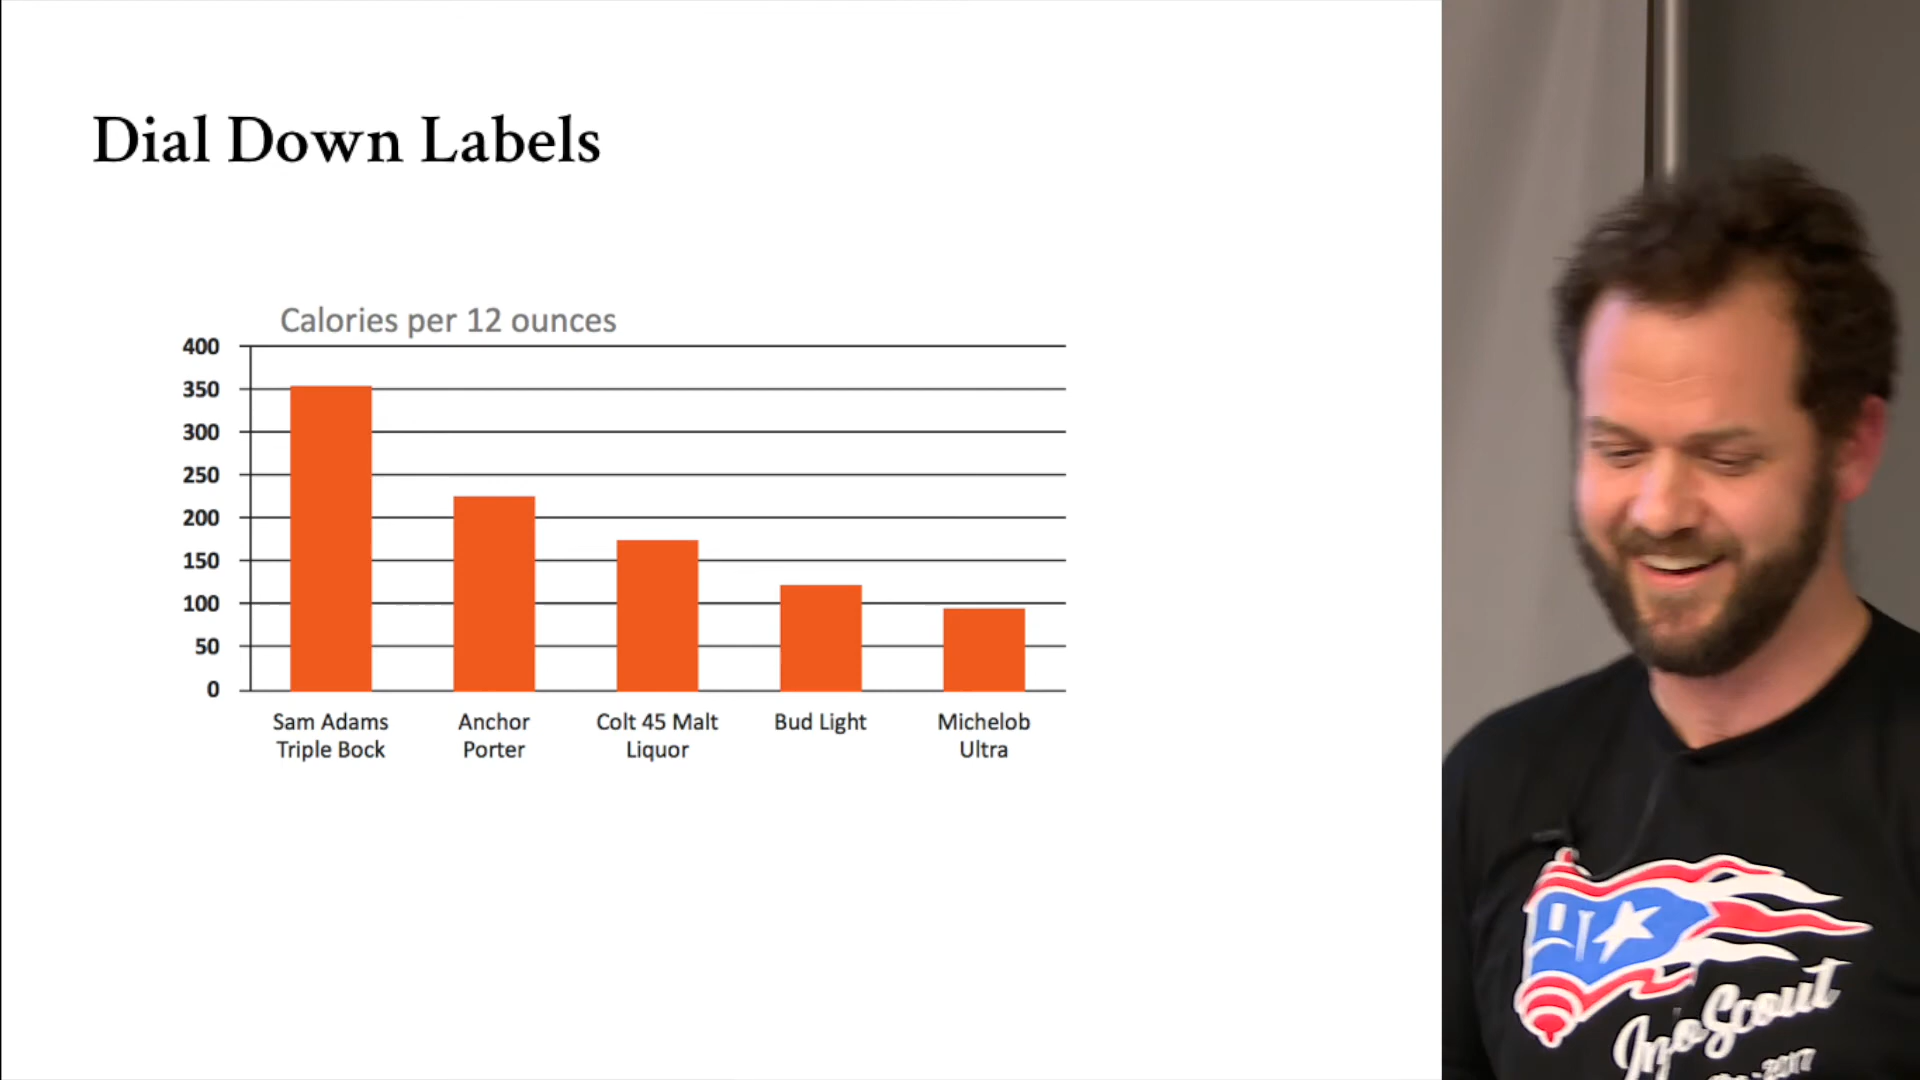 Dial Down Labels
Calories per 12 ounces
400
350
300
250
200
150
100
50
0
Sam Adams
Triple Bock
Anchor
Porter
Colt 45 Malt
Liquor
Bud Light
Michelob
Ultra
InfoScout
2017